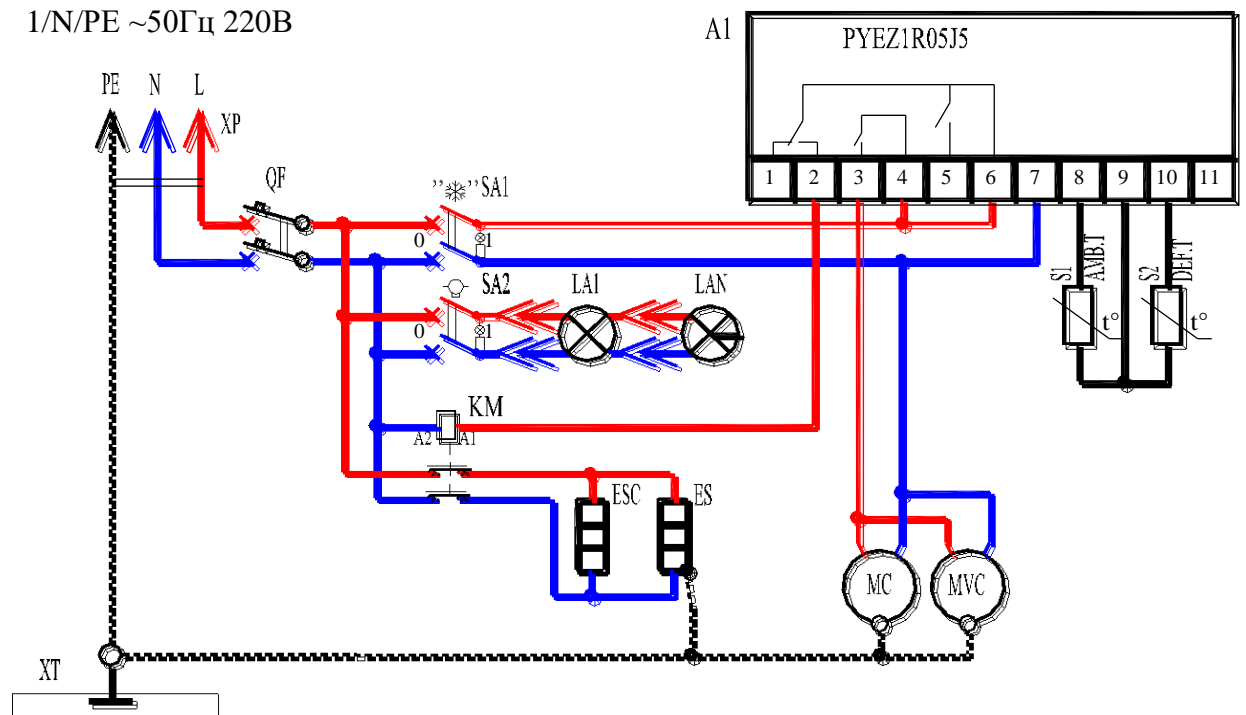 1/N/PE ~50Гц 220В
A1
PYEZ1R05J5
PE N L
XP
1 2 3 4 5 6 7 8 9 10 11
QF
"❄" SA1
0 1
SA2 LA1 LAN
0 1
S1 AMB.T
S2 DEF.T
t° t°
KM
A2 A1
ESC ES
MC MVC
XT